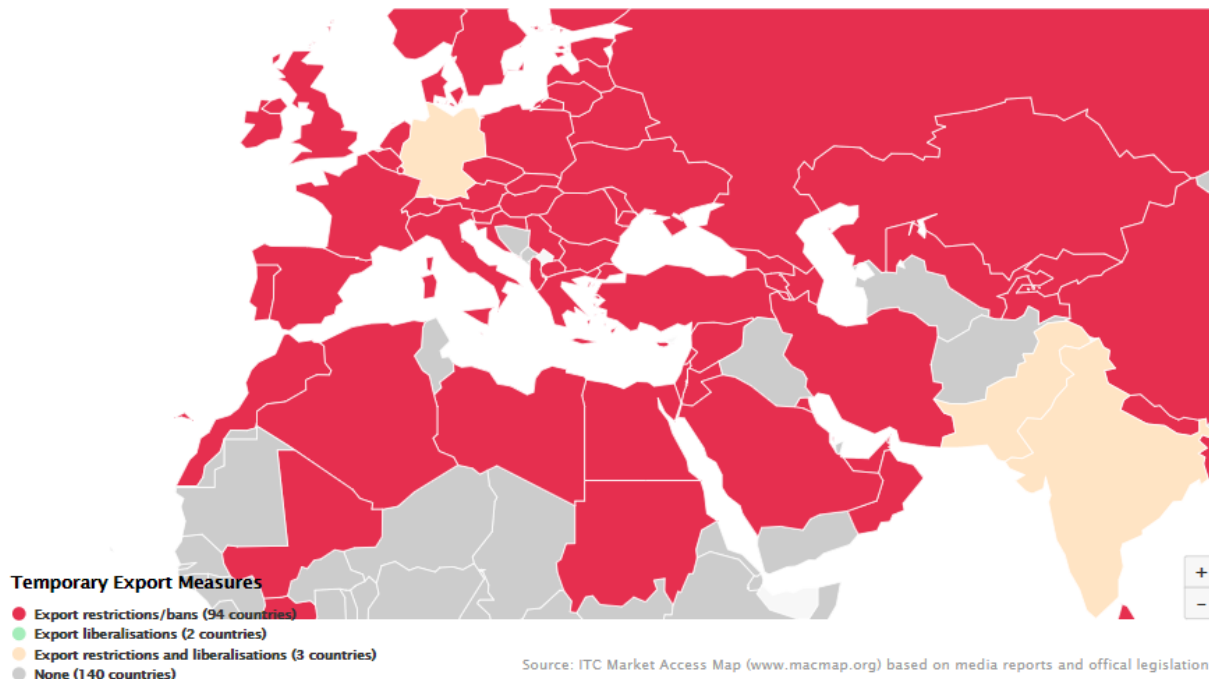 Temporary Export Measures
Export restrictions/bans (94 countries)
Export liberalisations (2 countries)
Export restrictions and liberalisations (3 countries)
None (140 countries)
+
−
Source: ITC Market Access Map (www.macmap.org) based on media reports and offical legislation